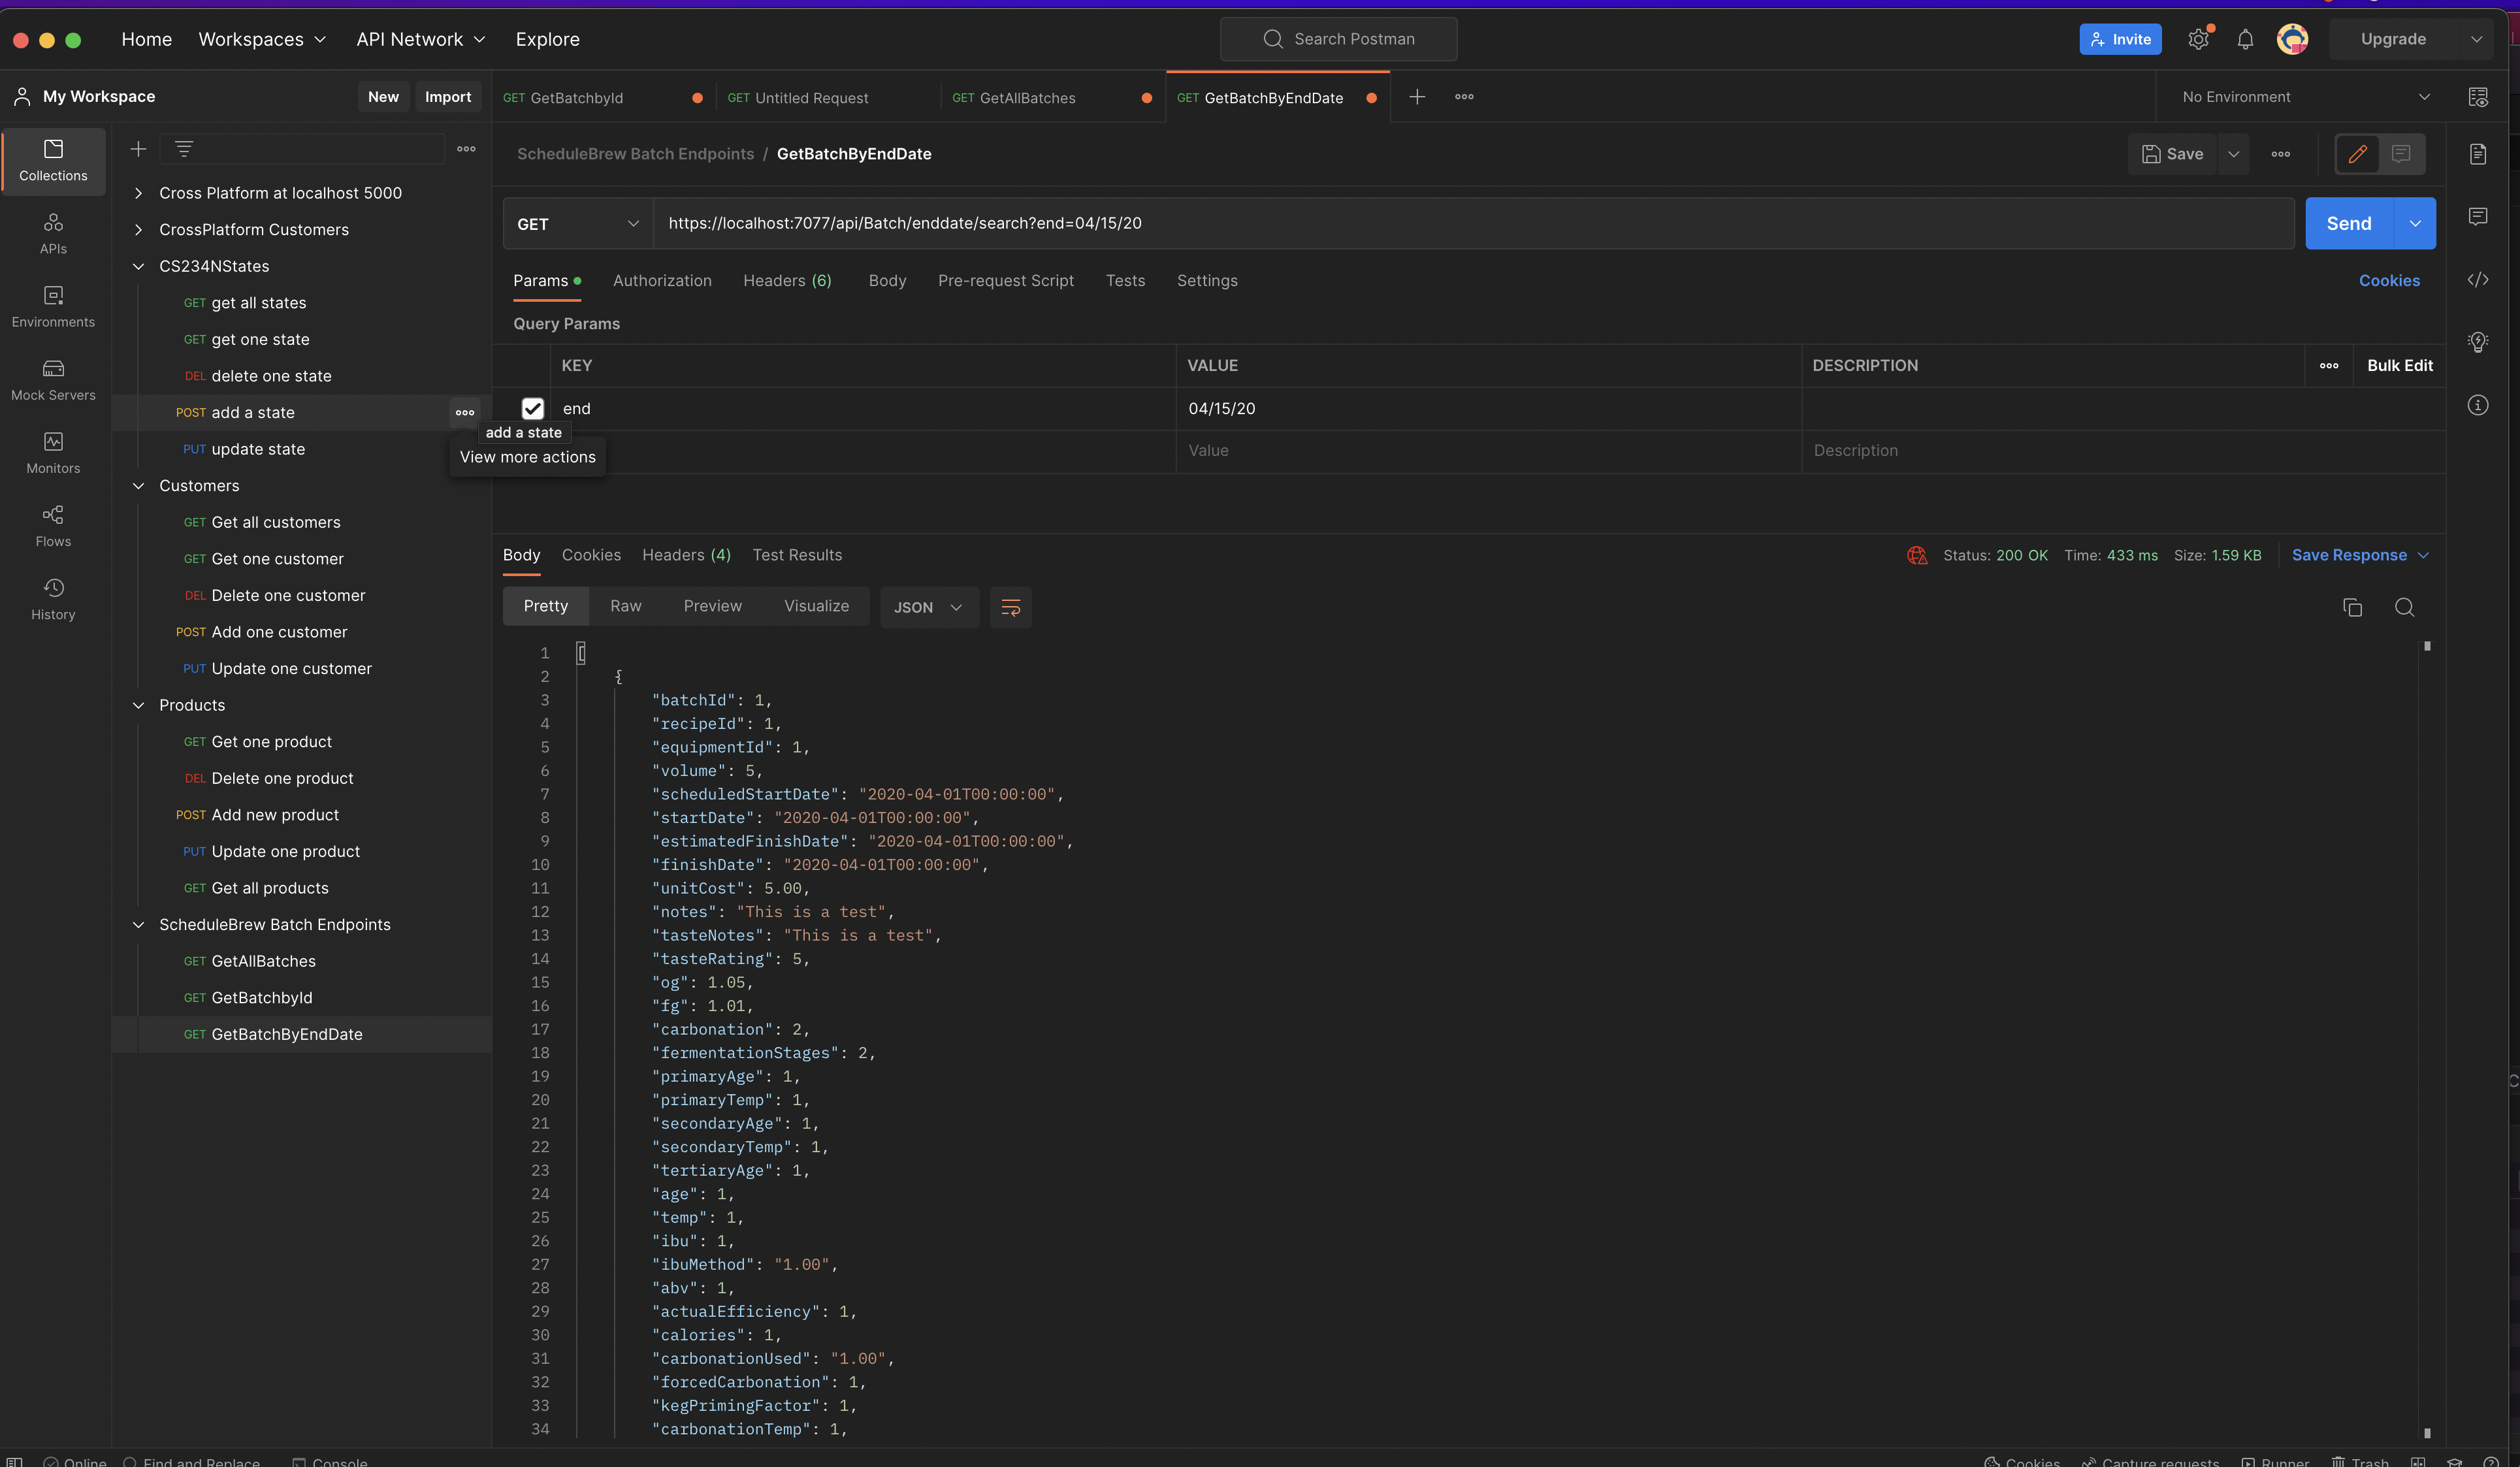 Home Workspaces API Network Explore Search Postman Invite Upgrade
My Workspace New Import GET GetBatchbyId GET Untitled Request GET GetAllBatches GET GetBatchByEndDate No Environment
Collections
APIs
Environments
Mock Servers
Monitors
Flows
History
Cross Platform at localhost 5000
CrossPlatform Customers
CS234NStates
GET get all states
GET get one state
DEL delete one state
POST add a state
PUT update state
Customers
GET Get all customers
GET Get one customer
DEL Delete one customer
POST Add one customer
PUT Update one customer
Products
GET Get one product
DEL Delete one product
POST Add new product
PUT Update one product
GET Get all products
ScheduleBrew Batch Endpoints
GET GetAllBatches
GET GetBatchbyId
GET GetBatchByEndDate
add a state
View more actions
ScheduleBrew Batch Endpoints / GetBatchByEndDate Save
GET https://localhost:7077/api/Batch/enddate/search?end=04/15/20 Send
Params Authorization Headers (6) Body Pre-request Script Tests Settings Cookies
Query Params
KEY VALUE DESCRIPTION Bulk Edit
end 04/15/20
Value Description
Body Cookies Headers (4) Test Results Status: 200 OK Time: 433 ms Size: 1.59 KB Save Response
Pretty Raw Preview Visualize JSON
1 [
2 {
3 "batchId": 1,
4 "recipeId": 1,
5 "equipmentId": 1,
6 "volume": 5,
7 "scheduledStartDate": "2020-04-01T00:00:00",
8 "startDate": "2020-04-01T00:00:00",
9 "estimatedFinishDate": "2020-04-01T00:00:00",
10 "finishDate": "2020-04-01T00:00:00",
11 "unitCost": 5.00,
12 "notes": "This is a test",
13 "tasteNotes": "This is a test",
14 "tasteRating": 5,
15 "og": 1.05,
16 "fg": 1.01,
17 "carbonation": 2,
18 "fermentationStages": 2,
19 "primaryAge": 1,
20 "primaryTemp": 1,
21 "secondaryAge": 1,
22 "secondaryTemp": 1,
23 "tertiaryAge": 1,
24 "age": 1,
25 "temp": 1,
26 "ibu": 1,
27 "ibuMethod": "1.00",
28 "abv": 1,
29 "actualEfficiency": 1,
30 "calories": 1,
31 "carbonationUsed": "1.00",
32 "forcedCarbonation": 1,
33 "kegPrimingFactor": 1,
34 "carbonationTemp": 1,
Online Find and Replace Console Cookies Capture requests Runner Trash